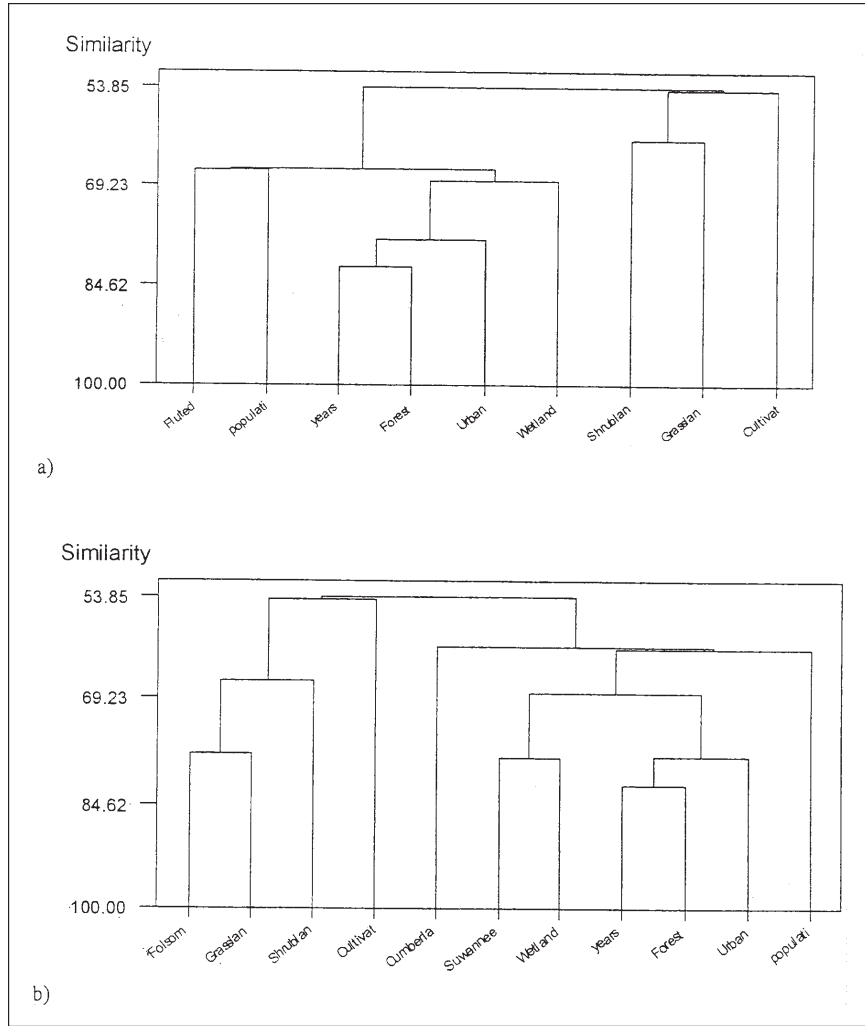 Similarity
53.85
69.23
84.62
100.00
Fluted populati years Forest Urban Wetland Shrublan Grasslan Cultivat
a)
Similarity
53.85
69.23
84.62
100.00
Folsom Grasslan Shrublan Cultivat Cumberla Suwannee Wetland years Forest Urban populati
b)